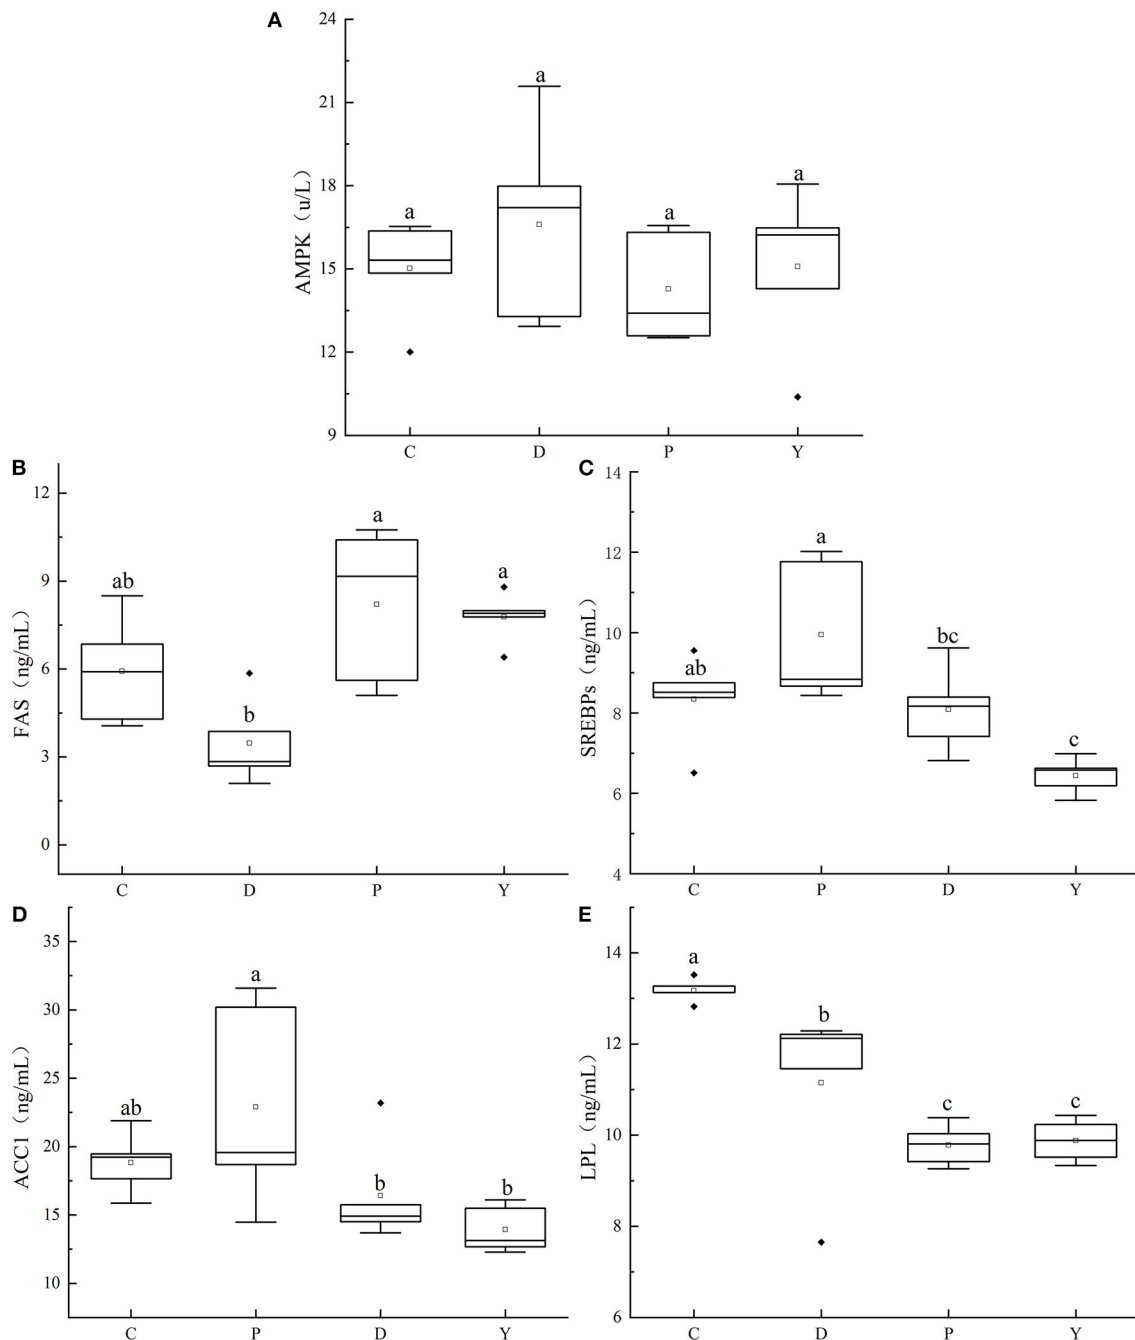 A
AMPK（u/L）
24
21
18
15
12
9
a
a
a
a
C
D
P
Y
B
FAS（ng/mL）
12
9
6
3
0
ab
b
a
a
C
D
P
Y
C
SREBPs（ng/mL）
14
12
10
8
6
4
ab
a
bc
c
C
P
D
Y
D
ACC1（ng/mL）
35
30
25
20
15
10
ab
a
b
b
C
P
D
Y
E
LPL（ng/mL）
14
12
10
8
6
a
b
c
c
C
D
P
Y